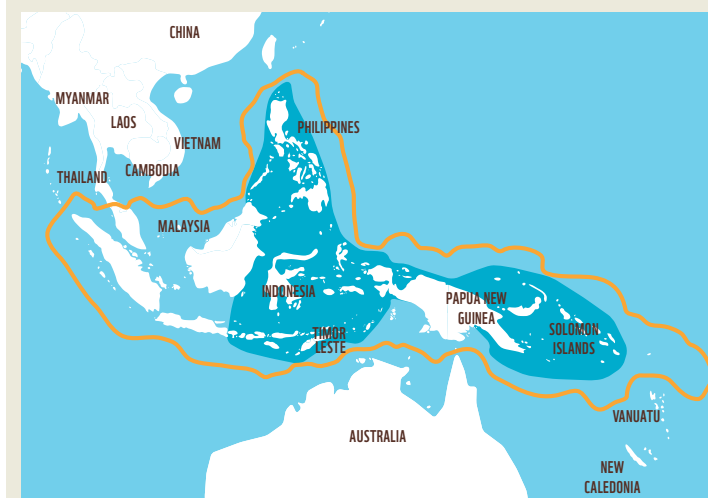 CHINA
MYANMAR
LAOS
PHILIPPINES
VIETNAM
CAMBODIA
THAILAND
MALAYSIA
INDONESIA
PAPUA NEW
GUINEA
TIMOR
LESTE
SOLOMON
ISLANDS
VANUATU
AUSTRALIA
NEW
CALEDONIA